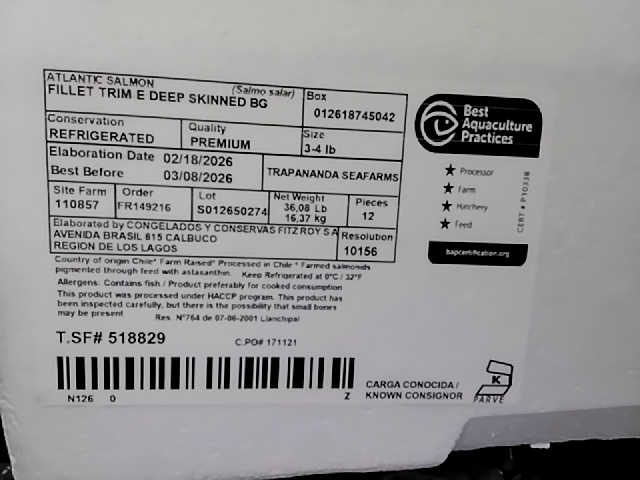 ATLANTIC SALMON
(Salmo salar)
FILLET TRIM E DEEP SKINNED BG
Box
012618745042
Conservation
REFRIGERATED
Quality
PREMIUM
Size
3-4 lb
Elaboration Date 02/18/2026
Best Before 03/08/2026
TRAPANANDA SEAFARMS
Site Farm
110857
Order
FR149216
Lot
S012650274
Net Weight
36,08 Lb
16,37 kg
Pieces
12
Elaborated by CONGELADOS Y CONSERVAS FITZ ROY SA
AVENIDA BRASIL 815 CALBUCO
REGION DE LOS LAGOS
Resolution
10156
Country of origin Chile* Farm Raised* Processed in Chile * Farmed salmonids
pigmented through feed with astaxanthin. Keep Refrigerated at 0°C / 32°F
Allergens: Contains fish / Product preferably for cooked consumption
This product was processed under HACCP program. This product has
been inspected carefully, but there is the possibility that small bones
may be present
Res. N°764 de 07-06-2001 Llanchipal
T.SF# 518829
C.PO# 171121
N126 0 Z
CARGA CONOCIDA /
KNOWN CONSIGNOR
K
PARVE
Best
Aquaculture
Practices
Processor
Farm
Hatchery
Feed
CERT # P10338
bapcertification.org